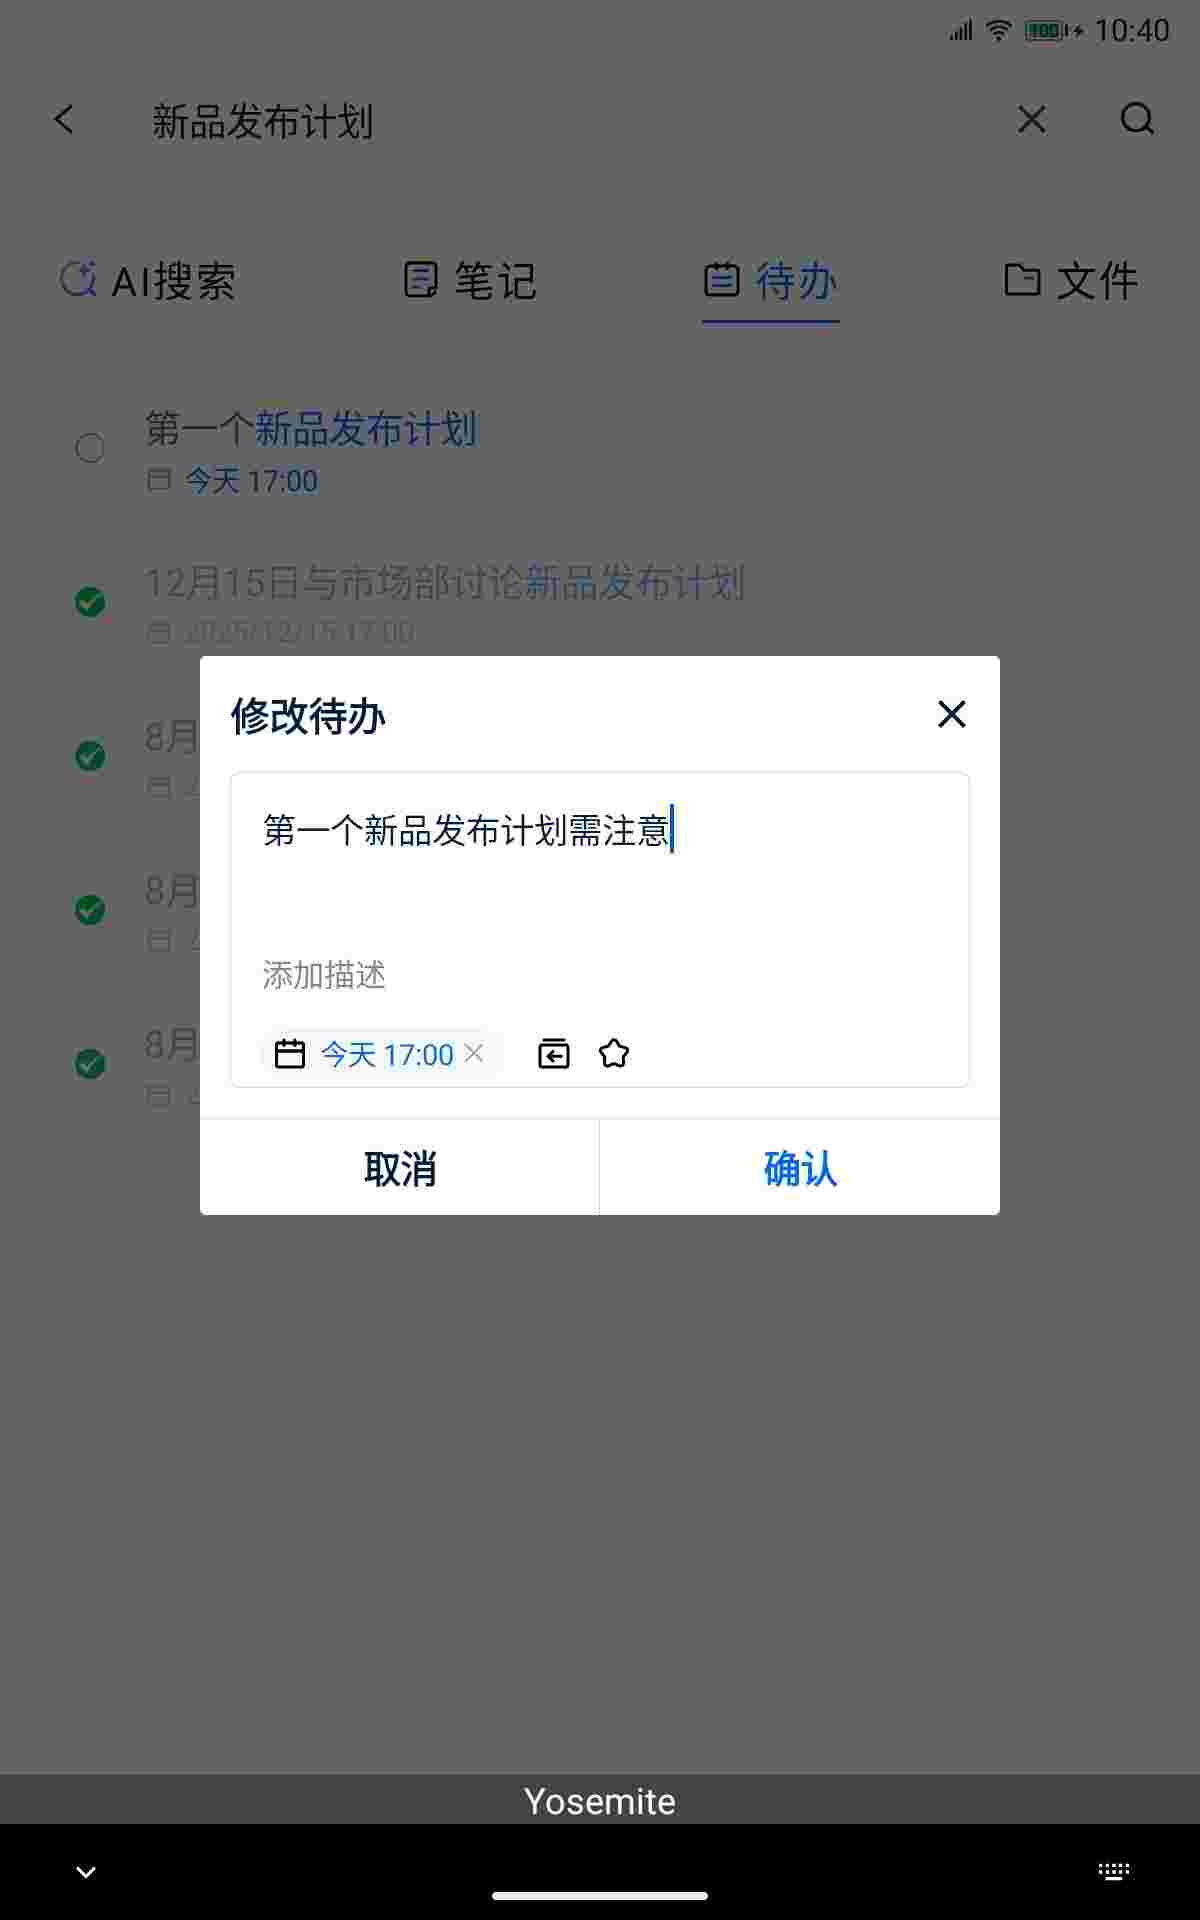 100 10:40
新品发布计划
AI搜索 笔记 待办 文件
第一个新品发布计划
今天 17:00
12月15日与市场部讨论新品发布计划
2025/12/15 17:00
修改待办
8月
第一个新品发布计划需注意
8月
添加描述
8月
今天 17:00
取消 确认
Yosemite